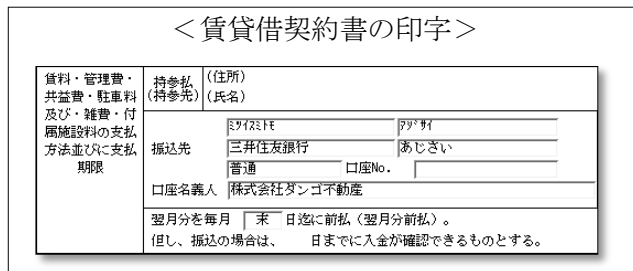 ＜賃貸借契約書の印字＞
賃料・管理費・
共益費・駐車料
及び・雑費・付
属施設料の支払
方法並びに支払
期限
持参払
(持参先)
(住所)
(氏名)
振込先
ﾐﾂｲｽﾐﾄﾓ ｱｼﾞｻｲ
三井住友銀行 あじさい
普通 口座No.
口座名義人 株式会社ダンゴ不動産
翌月分を毎月 末 日迄に前払(翌月分前払)。
但し、振込の場合は、 日までに入金が確認できるものとする。